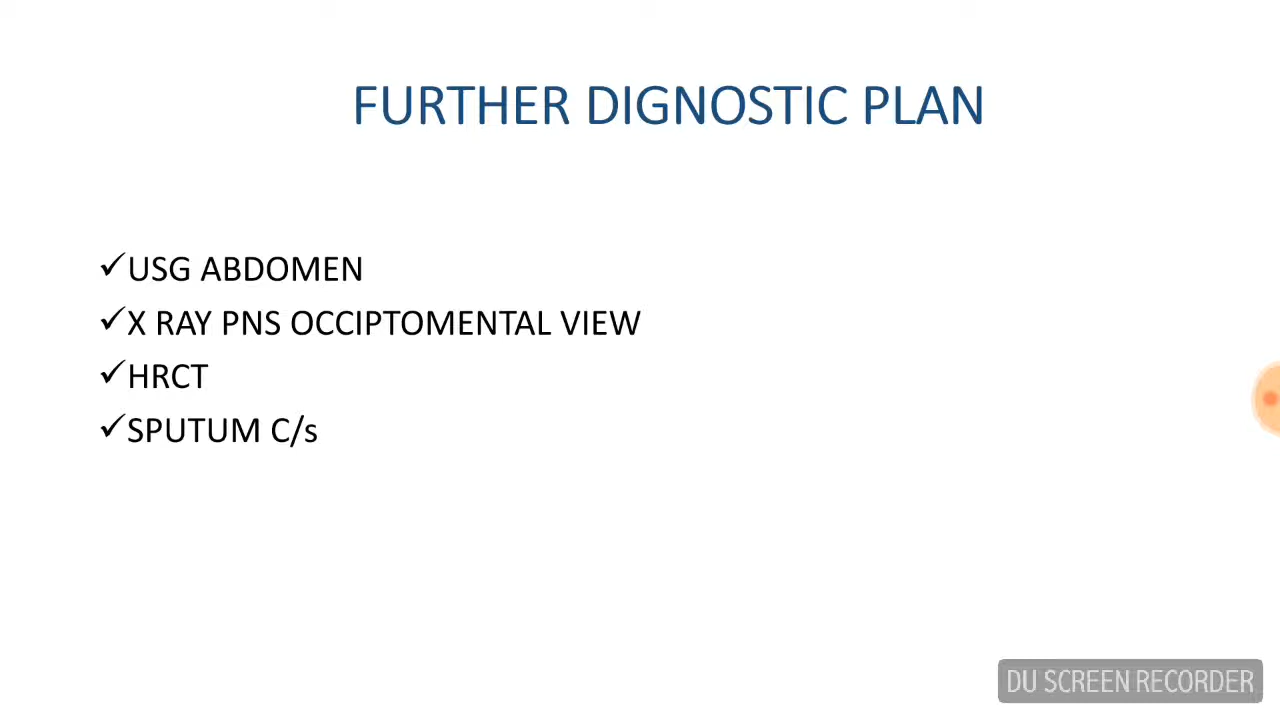 FURTHER DIGNOSTIC PLAN
✓USG ABDOMEN
✓X RAY PNS OCCIPTOMENTAL VIEW
✓HRCT
✓SPUTUM C/s
DU SCREEN RECORDER